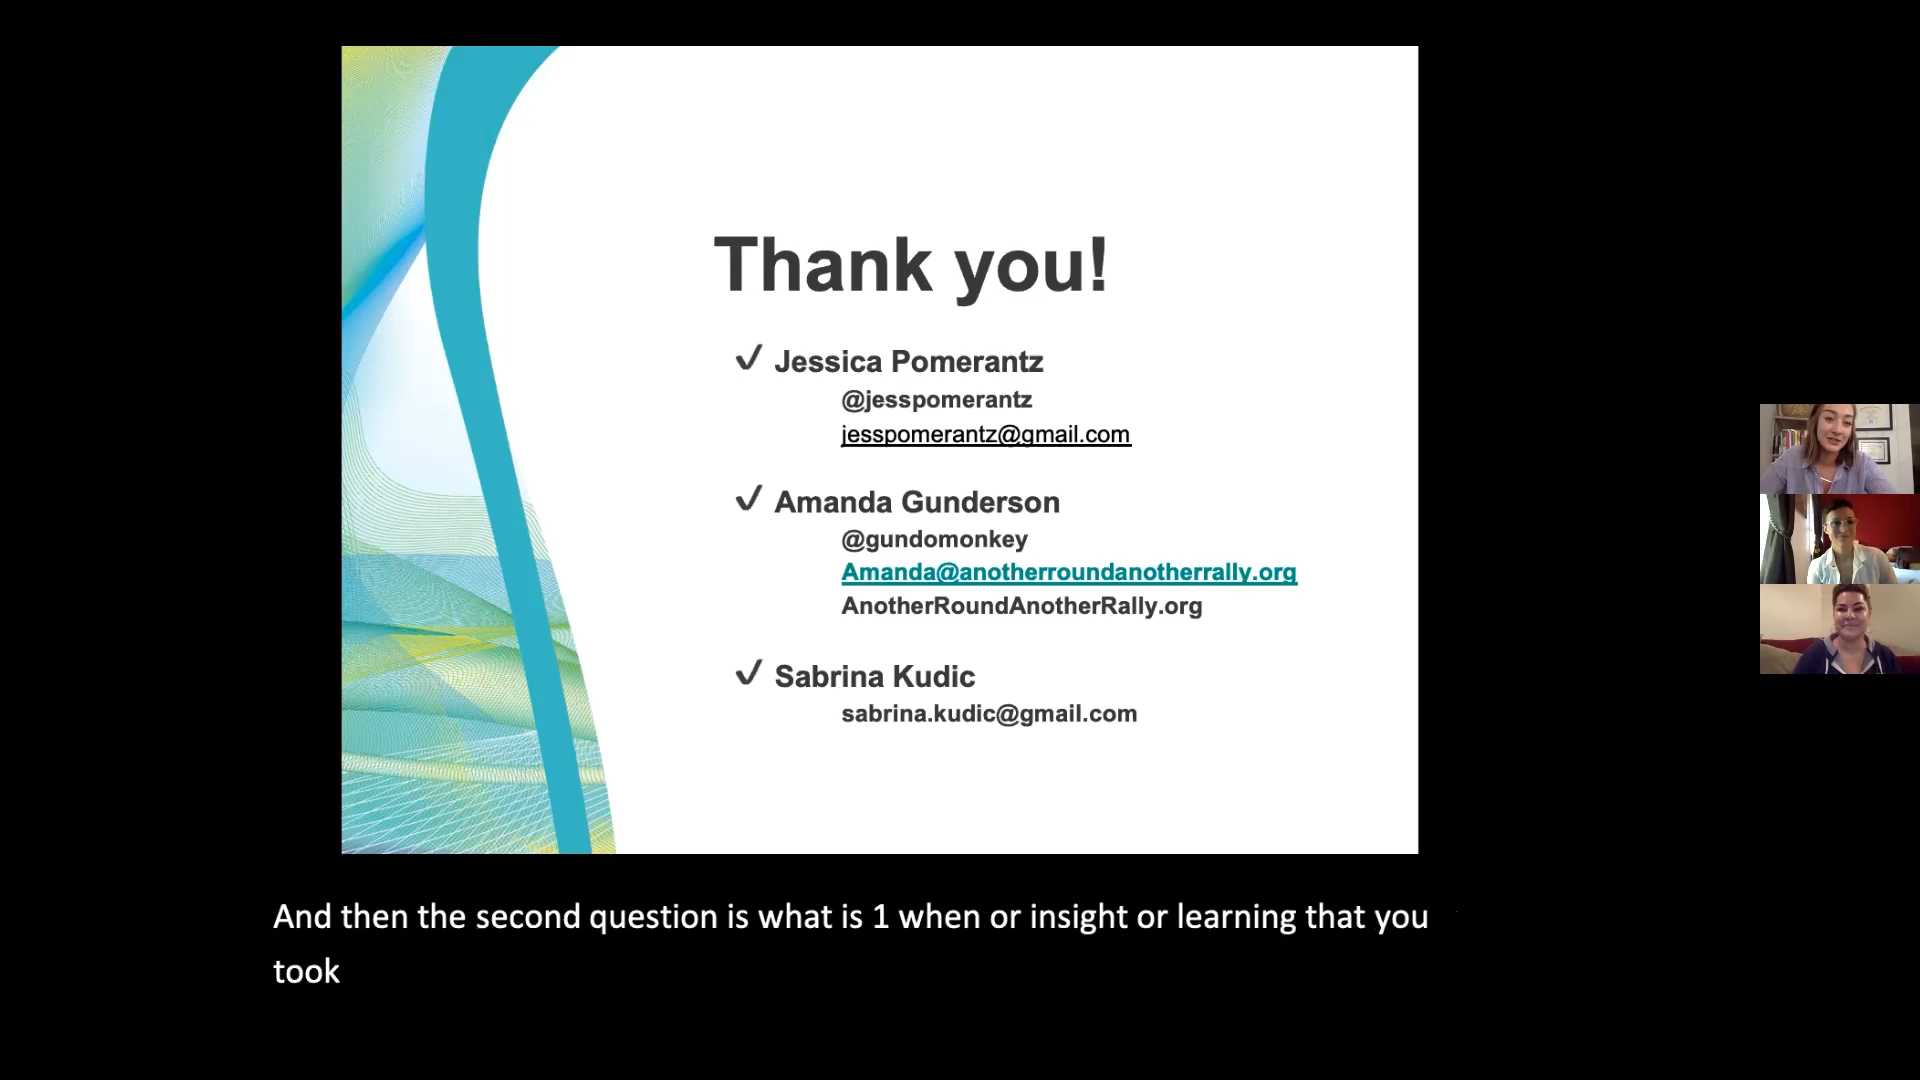 Thank you!
✓ Jessica Pomerantz
@jesspomerantz
jesspomerantz@gmail.com
✓ Amanda Gunderson
@gundomonkey
Amanda@anotherroundanotherrally.org
AnotherRoundAnotherRally.org
✓ Sabrina Kudic
sabrina.kudic@gmail.com
And then the second question is what is 1 when or insight or learning that you
took